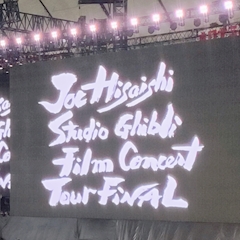 Joe Hisaishi
Studio Ghibli
Film Concert
Tour FiNAL